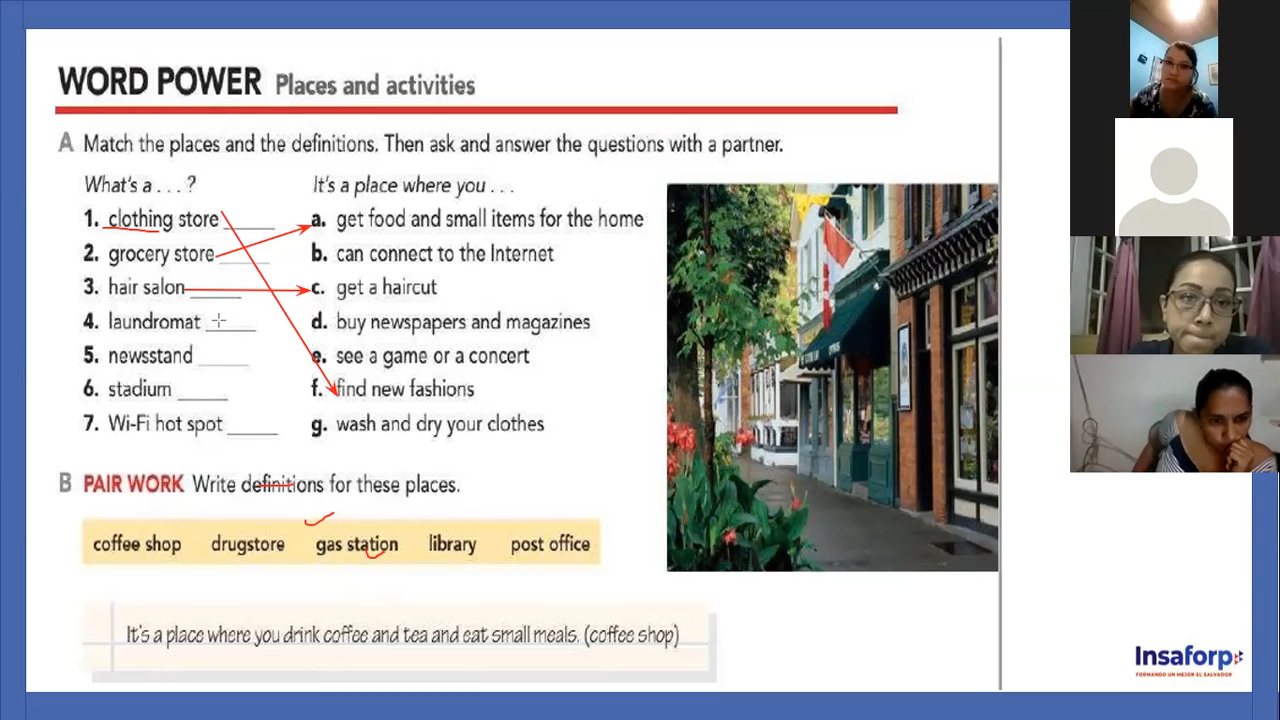 WORD POWER Places and activities
A Match the places and the definitions. Then ask and answer the questions with a partner.
What's a . . . ?
It's a place where you . . .
1. clothing store
2. grocery store
3. hair salon
4. laundromat
5. newsstand
6. stadium
7. Wi-Fi hot spot
a. get food and small items for the home
b. can connect to the Internet
c. get a haircut
d. buy newspapers and magazines
e. see a game or a concert
f. find new fashions
g. wash and dry your clothes
B PAIR WORK Write definitions for these places.
coffee shop drugstore gas station library post office
It's a place where you drink coffee and tea and eat small meals. (coffee shop)
Insaforp
FORMANDO UN MEJOR EL SALVADOR